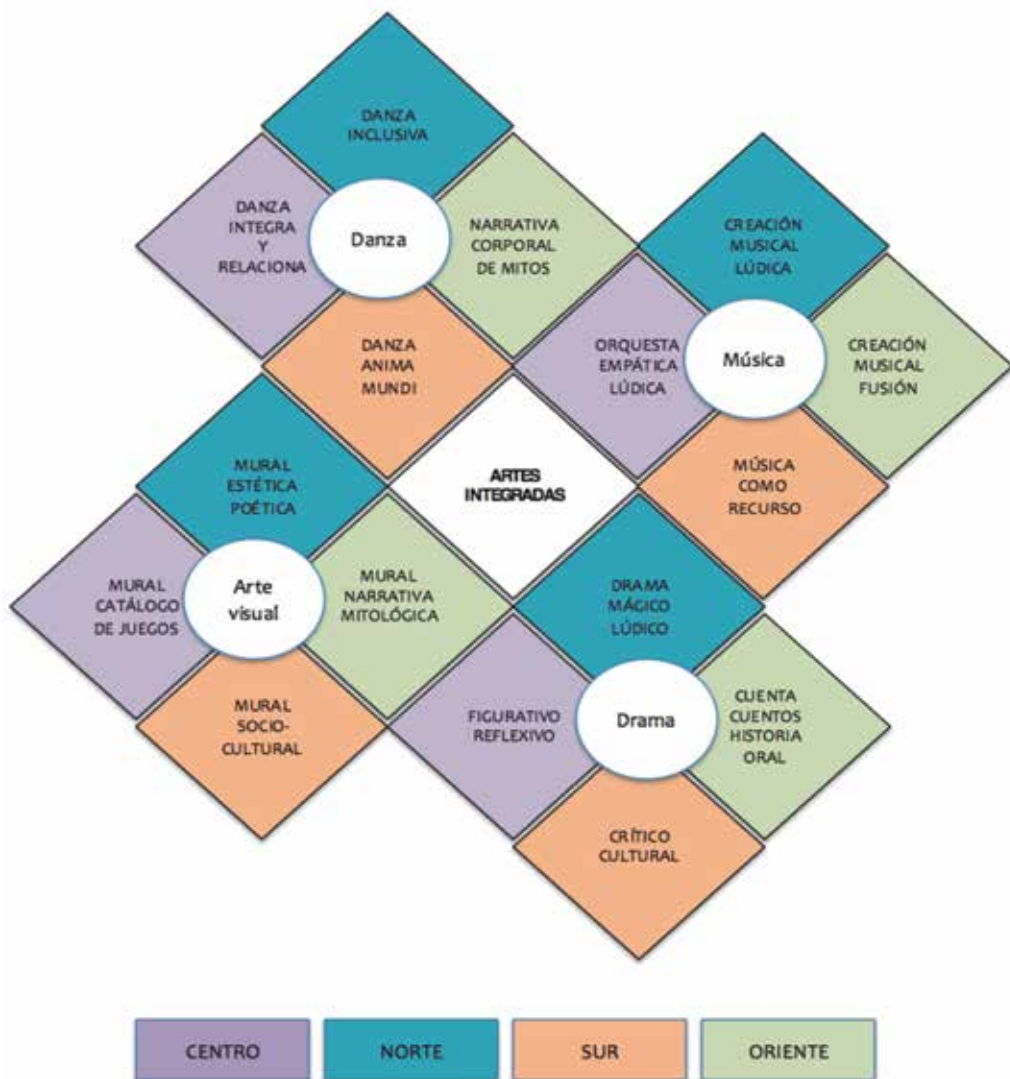 DANZA
INCLUSIVA
DANZA
INTEGRA
Y
RELACIONA
Danza
NARRATIVA
CORPORAL
DE MITOS
DANZA
ANIMA
MUNDI
CREACIÓN
MUSICAL
LÚDICA
ORQUESTA
EMPÁTICA
LÚDICA
Música
CREACIÓN
MUSICAL
FUSIÓN
MÚSICA
COMO
RECURSO
ARTES
INTEGRADAS
MURAL
ESTÉTICA
POÉTICA
MURAL
CATÁLOGO
DE JUEGOS
Arte
visual
MURAL
NARRATIVA
MITOLÓGICA
MURAL
SOCIO-
CULTURAL
DRAMA
MÁGICO
LÚDICO
FIGURATIVO
REFLEXIVO
Drama
CUENTA
CUENTOS
HISTORIA
ORAL
CRÍTICO
CULTURAL
CENTRO
NORTE
SUR
ORIENTE